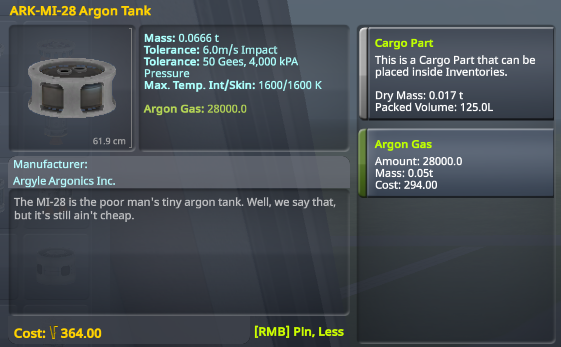 ARK-MI-28 Argon Tank
61.9 cm
Mass: 0.0666 t
Tolerance: 6.0m/s Impact
Tolerance: 50 Gees, 4,000 kPa
Pressure
Max. Temp. Int/Skin: 1600/1600 K
Argon Gas: 28000.0
Manufacturer:
Argyle Argonics Inc.
The MI-28 is the poor man's tiny argon tank. Well, we say that,
but it's still ain't cheap.
Cost: 364.00
[RMB] Pin, Less
Cargo Part
This is a Cargo Part that can be
placed inside Inventories.
Dry Mass: 0.017 t
Packed Volume: 125.0L
Argon Gas
Amount: 28000.0
Mass: 0.05t
Cost: 294.00